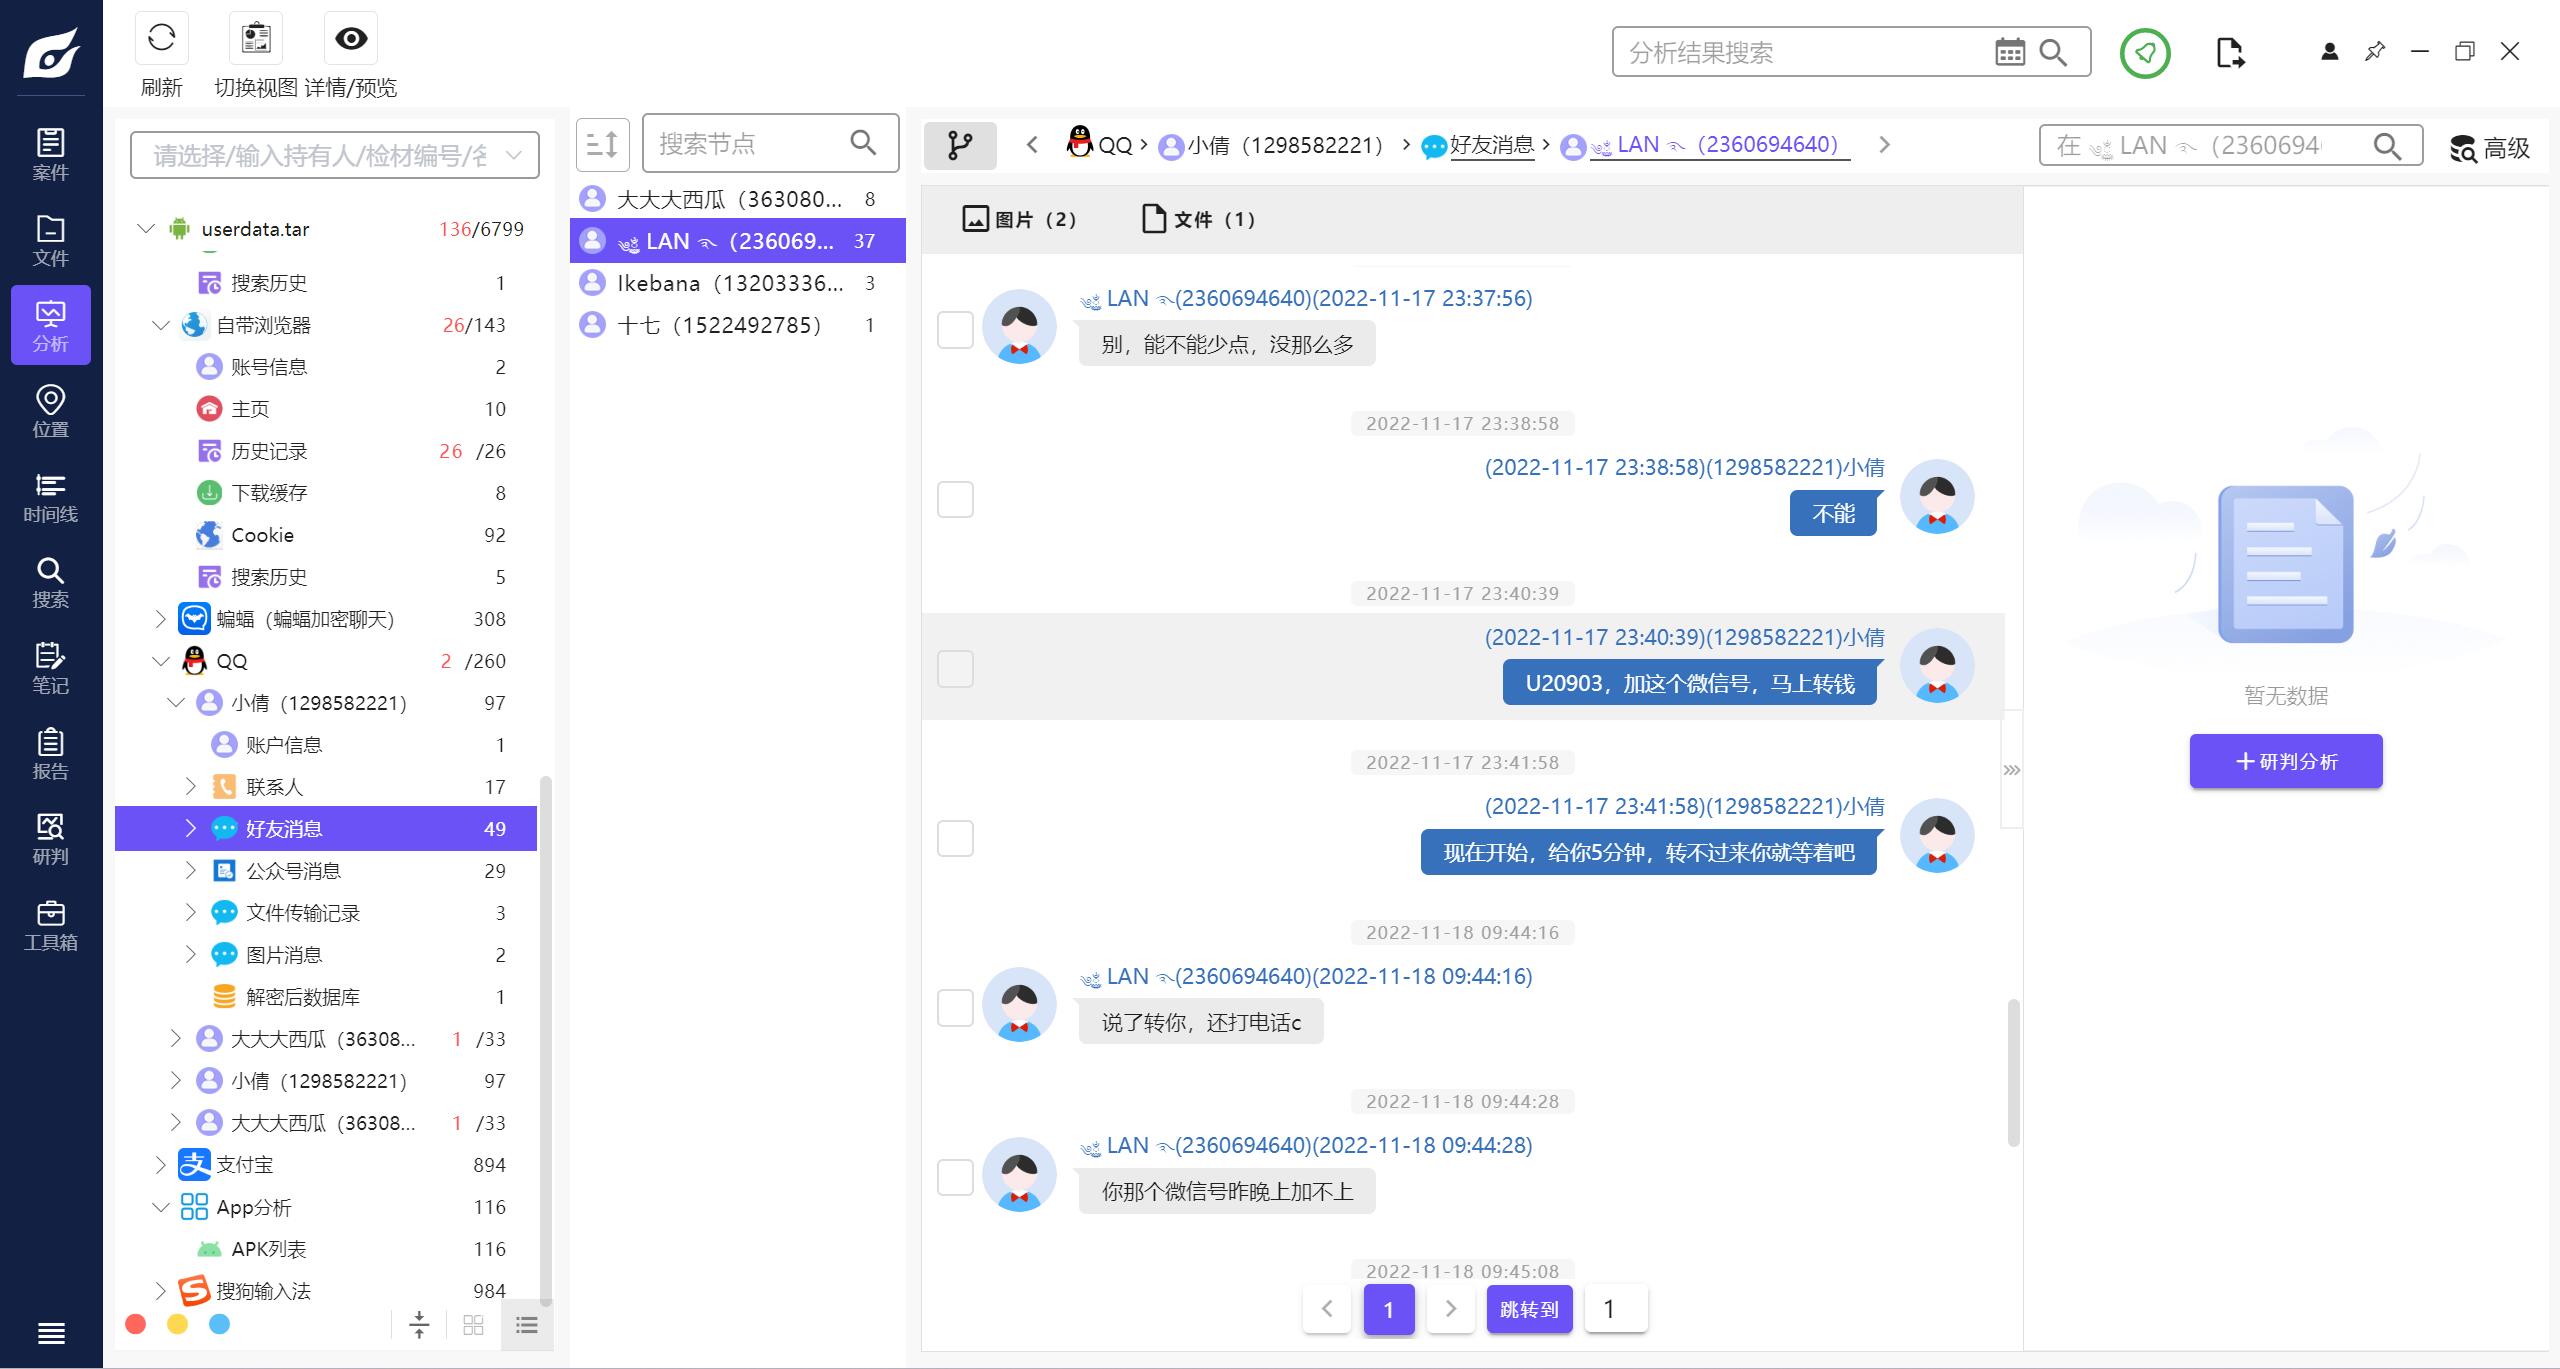 刷新
切换视图
详情/预览
分析结果搜索
案件
文件
分析
位置
时间线
搜索
笔记
报告
研判
工具箱
请选择/输入持有人/检材编号/名
userdata.tar 136/6799
搜索历史 1
自带浏览器 26/143
账号信息 2
主页 10
历史记录 26 /26
下载缓存 8
Cookie 92
搜索历史 5
蝙蝠（蝙蝠加密聊天） 308
QQ 2 /260
小倩（1298582221） 97
账户信息 1
联系人 17
好友消息 49
公众号消息 29
文件传输记录 3
图片消息 2
解密后数据库 1
大大大西瓜（36308... 1 /33
小倩（1298582221） 97
大大大西瓜（36308... 1 /33
支付宝 894
App分析 116
APK列表 116
搜狗输入法 984
搜索节点
大大大西瓜（363080... 8
LAN （236069... 37
Ikebana（13203336... 3
十七（1522492785） 1
QQ › 小倩（1298582221） › 好友消息 › LAN （2360694640）
在 LAN （2360694
高级
图片（2） 文件（1）
LAN (2360694640)(2022-11-17 23:37:56)
别，能不能少点，没那么多
2022-11-17 23:38:58
(2022-11-17 23:38:58)(1298582221)小倩
不能
2022-11-17 23:40:39
(2022-11-17 23:40:39)(1298582221)小倩
U20903，加这个微信号，马上转钱
2022-11-17 23:41:58
(2022-11-17 23:41:58)(1298582221)小倩
现在开始，给你5分钟，转不过来你就等着吧
2022-11-18 09:44:16
LAN (2360694640)(2022-11-18 09:44:16)
说了转你，还打电话c
2022-11-18 09:44:28
LAN (2360694640)(2022-11-18 09:44:28)
你那个微信号昨晚上加不上
2022-11-18 09:45:08
1 跳转到 1
暂无数据
+研判分析